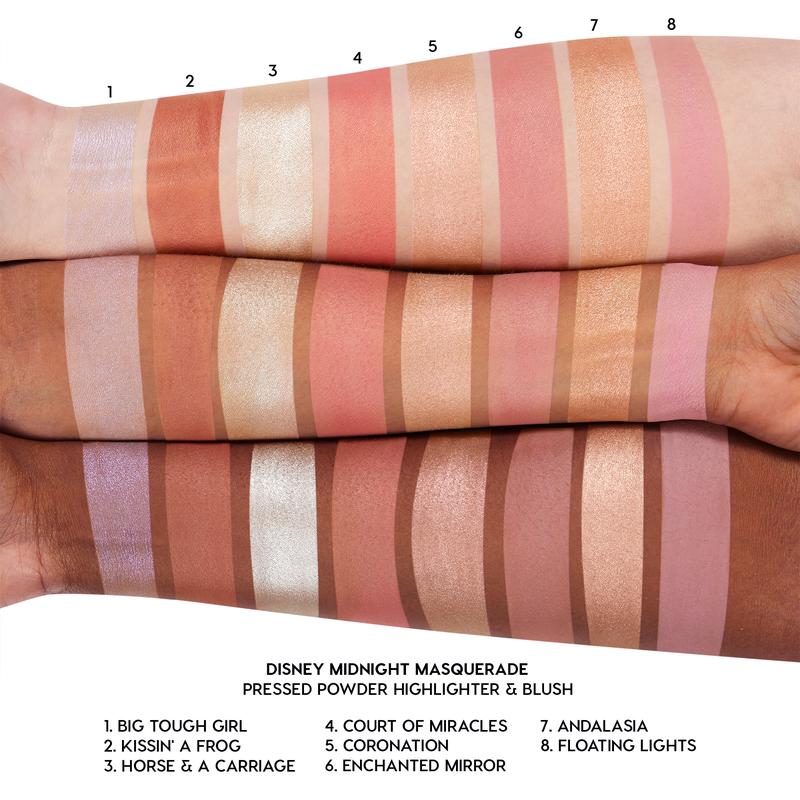 1 2 3 4 5 6 7 8
DISNEY MIDNIGHT MASQUERADE
PRESSED POWDER HIGHLIGHTER & BLUSH
1. BIG TOUGH GIRL
2. KISSIN' A FROG
3. HORSE & A CARRIAGE
4. COURT OF MIRACLES
5. CORONATION
6. ENCHANTED MIRROR
7. ANDALASIA
8. FLOATING LIGHTS